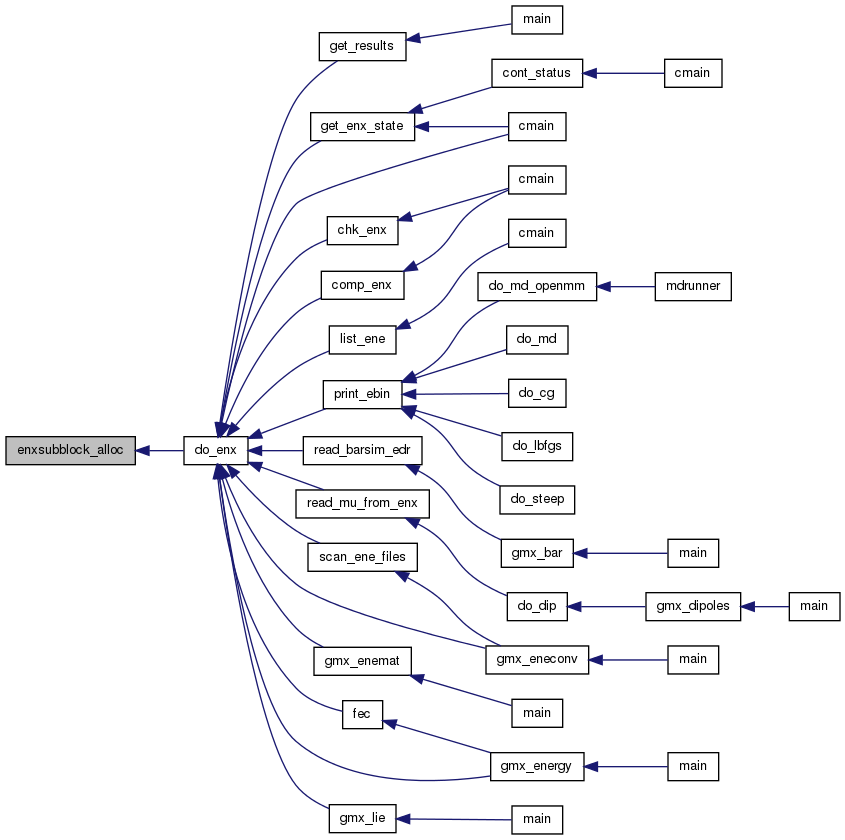 main
get_results
cont_status
cmain
get_enx_state
cmain
cmain
chk_enx
cmain
comp_enx
do_md_openmm
mdrunner
list_ene
do_md
print_ebin
do_cg
enxsubblock_alloc
do_enx
read_barsim_edr
do_lbfgs
read_mu_from_enx
do_steep
scan_ene_files
gmx_bar
main
do_dip
gmx_dipoles
main
gmx_enemat
gmx_eneconv
main
fec
main
gmx_energy
main
gmx_lie
main